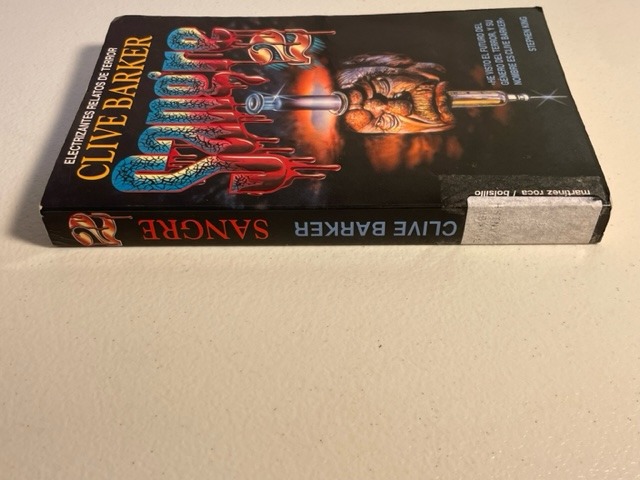 ELECTRIZANTES RELATOS DE TERROR
CLIVE BARKER
SANGRE
2
«HE VISTO EL FUTURO DEL
GÉNERO DEL TERROR, Y SU
NOMBRE ES CLIVE BARKER»
STEPHEN KING
martínez roca / bolsillo
CLIVE BARKER
SANGRE
2